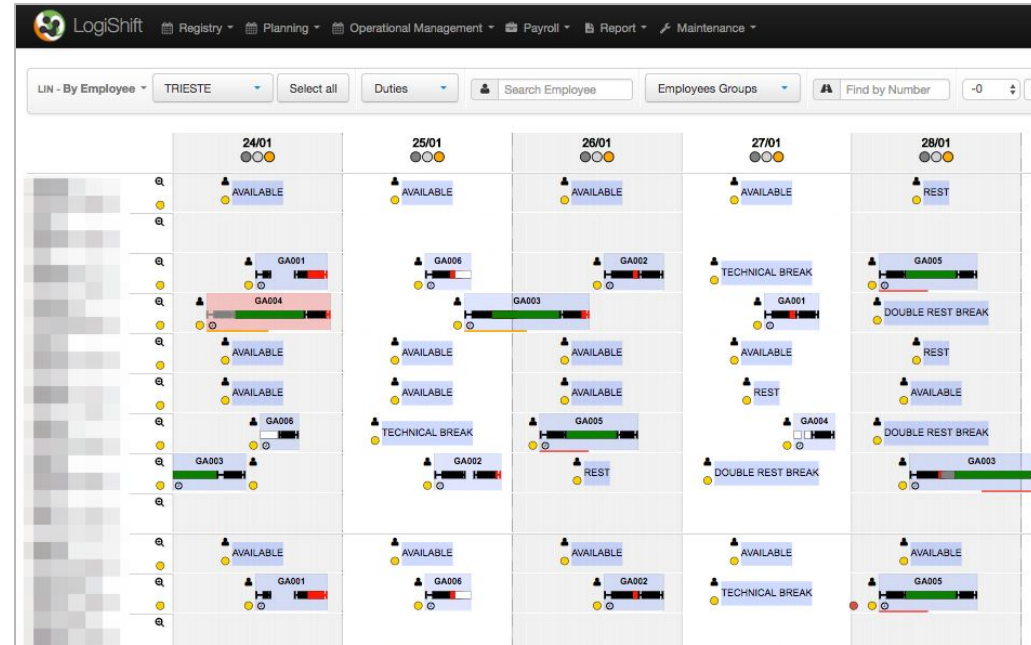 LogiShift Registry Planning Operational Management Payroll Report Maintenance
LIN - By Employee TRIESTE Select all Duties Search Employee Employees Groups Find by Number -0
24/01 25/01 26/01 27/01 28/01
AVAILABLE AVAILABLE AVAILABLE AVAILABLE REST
GA001 GA006 GA002 TECHNICAL BREAK GA005
GA004 GA003 GA001 DOUBLE REST BREAK
AVAILABLE AVAILABLE AVAILABLE AVAILABLE REST
AVAILABLE AVAILABLE AVAILABLE REST AVAILABLE
GA006 TECHNICAL BREAK GA005 GA004 DOUBLE REST BREAK
GA003 GA002 REST DOUBLE REST BREAK GA003
AVAILABLE AVAILABLE AVAILABLE AVAILABLE AVAILABLE
GA001 GA006 GA002 TECHNICAL BREAK GA005